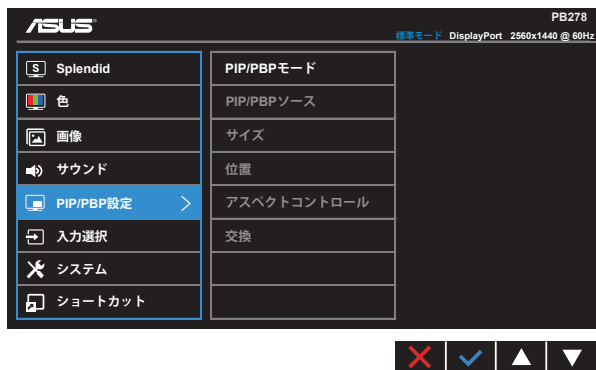 ASUS
PB278
標準モード DisplayPort 2560x1440 @ 60Hz
S Splendid
色
画像
サウンド
PIP/PBP設定
入力選択
システム
ショートカット
PIP/PBPモード
PIP/PBPソース
サイズ
位置
アスペクトコントロール
交換